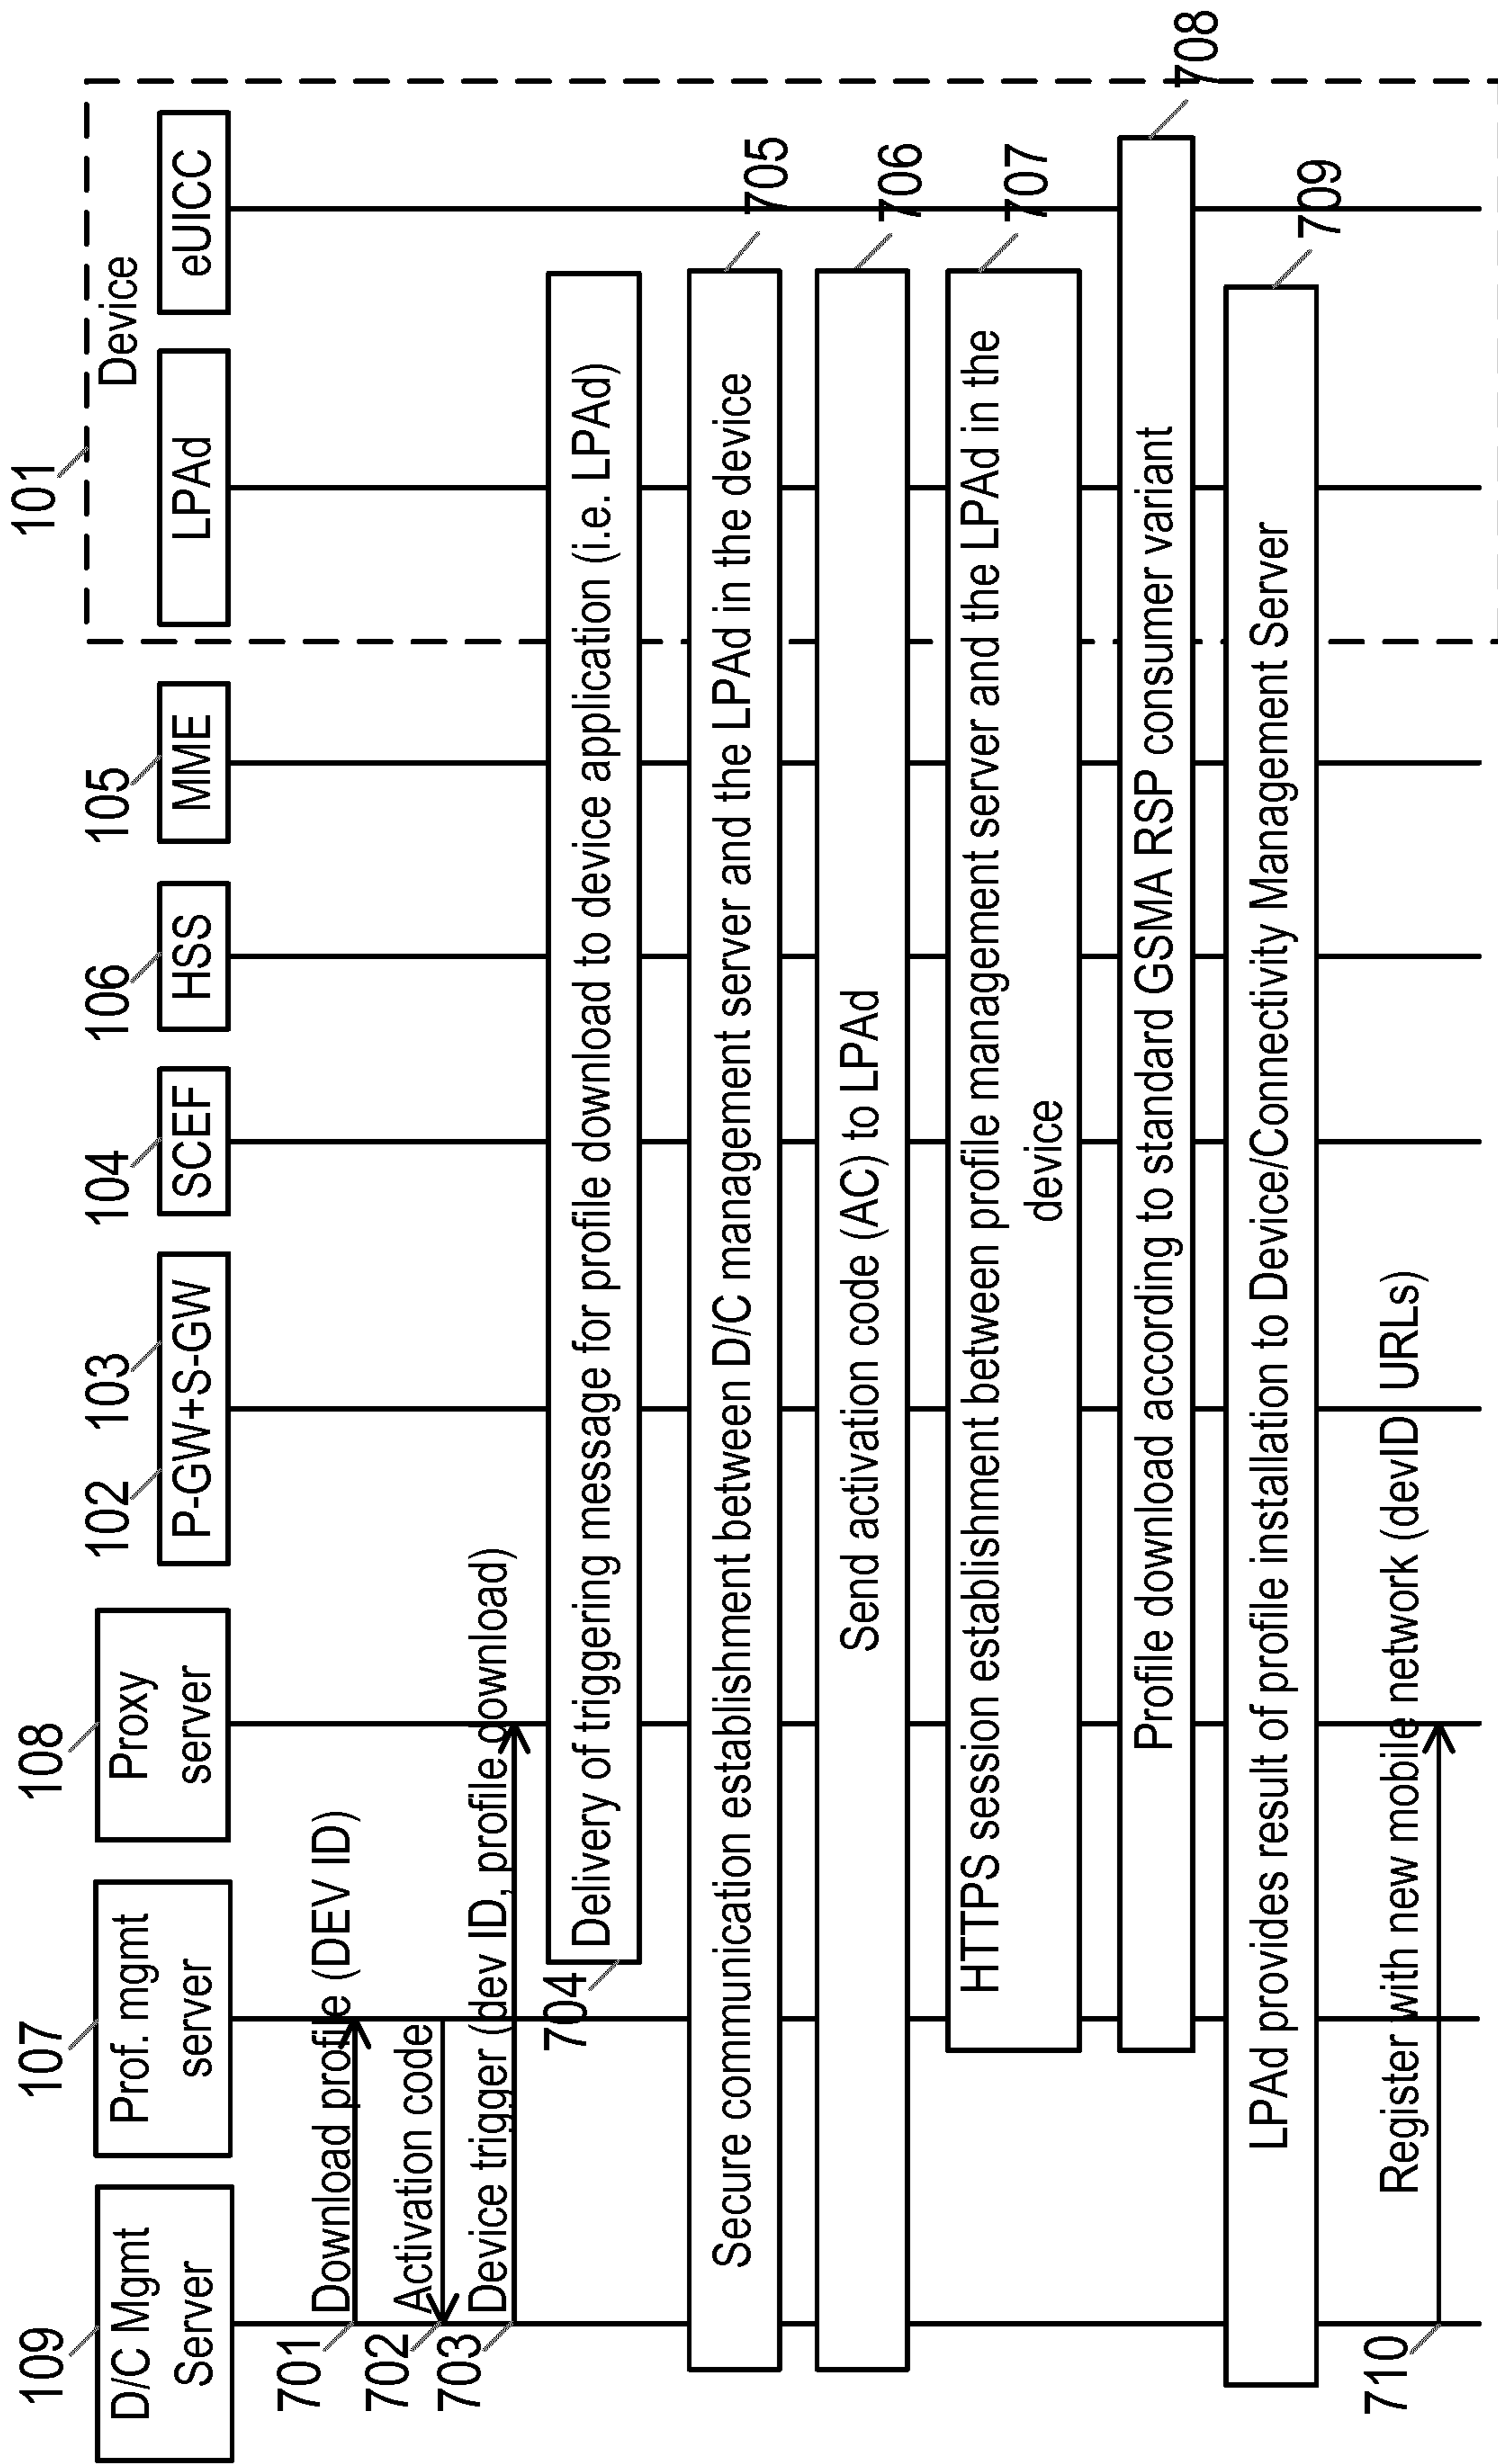 109
107
108
102
103
104
106
105
101
Device
D/C Mgmt
Server
Prof. mgmt
server
Proxy
server
P-GW+S-GW
SCEF
HSS
MME
LPAd
eUICC
701
Download profile (DEV ID)
702
Activation code
703
Device trigger (dev ID, profile download)
704
Delivery of triggering message for profile download to device application (i.e. LPAd)
705
Secure communication establishment between D/C management server and the LPAd in the device
706
Send activation code (AC) to LPAd
707
HTTPS session establishment between profile management server and the LPAd in the
device
708
Profile download according to standard GSMA RSP consumer variant
709
LPAd provides result of profile installation to Device/Connectivity Management Server
710
Register with new mobile network (devID URLs)